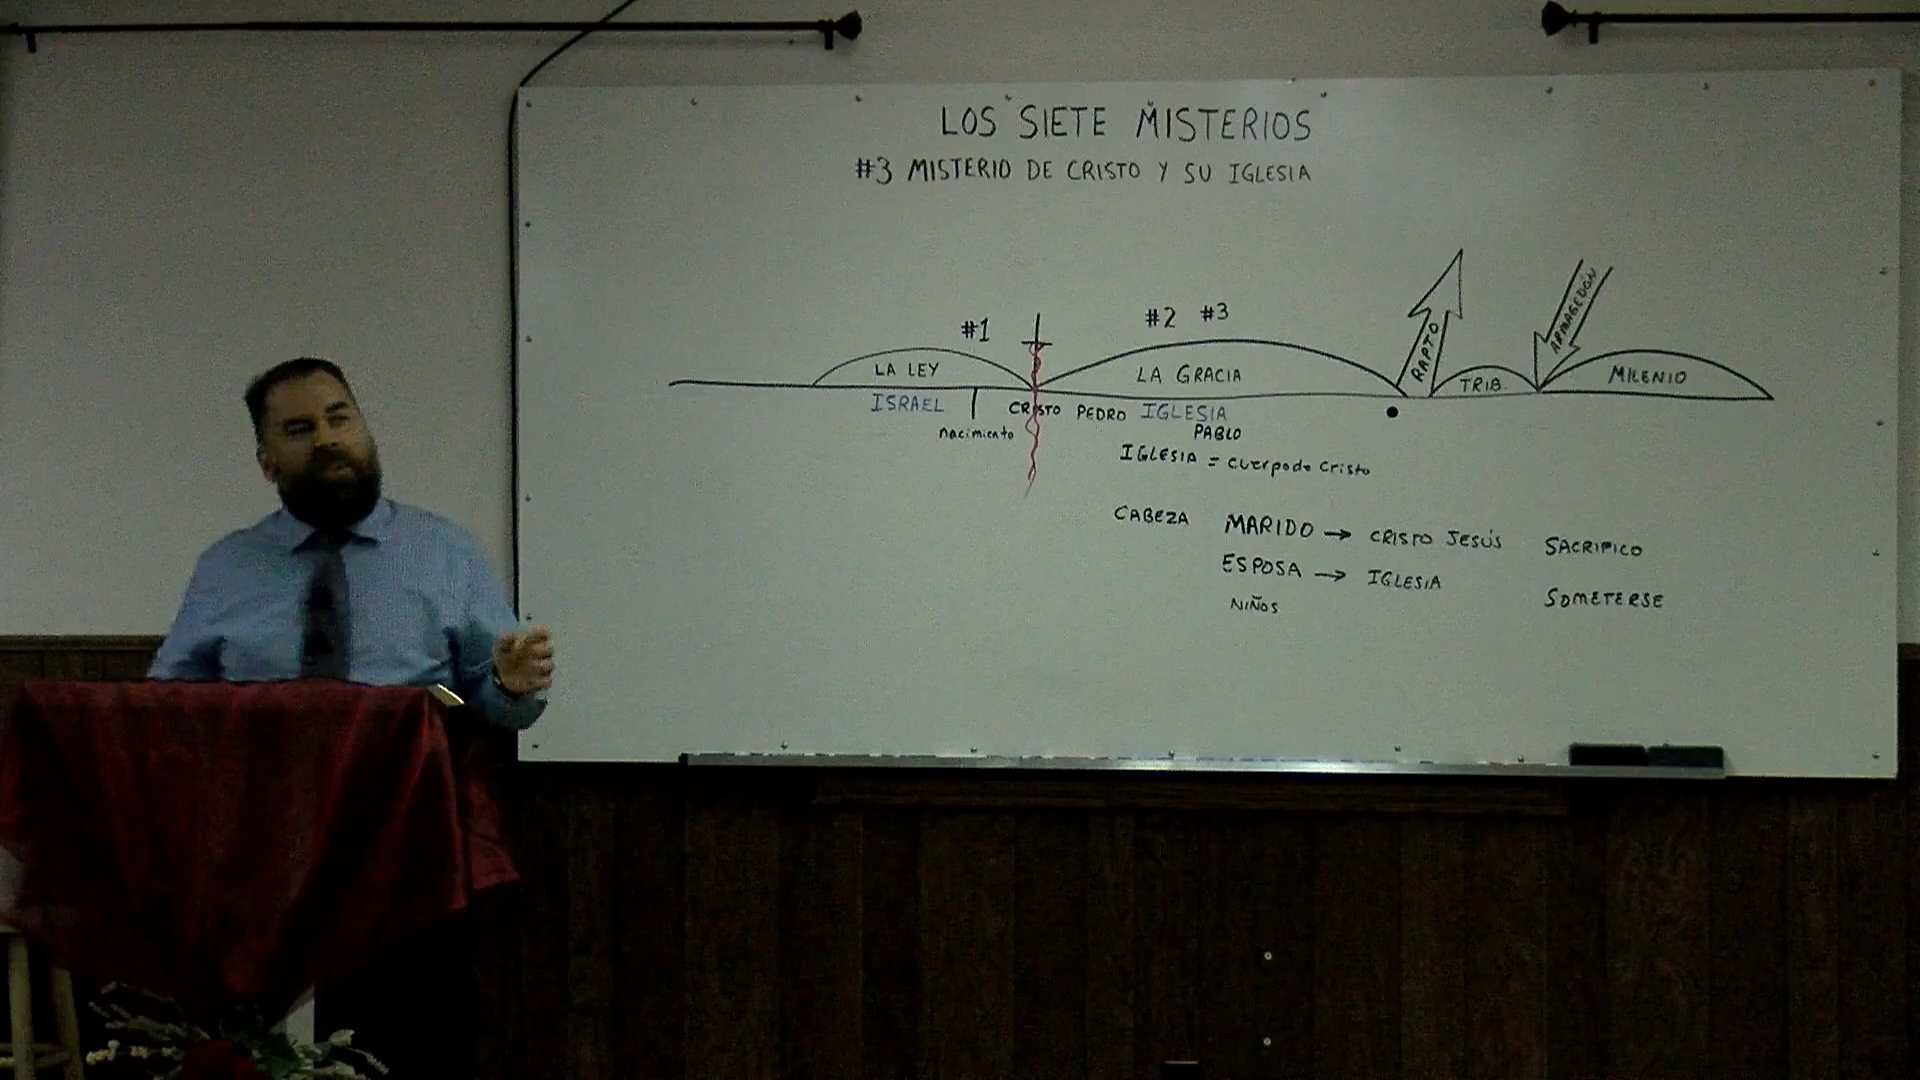 LOS SIETE MISTERIOS
#3 MISTERIO DE CRISTO Y SU IGLESIA
#1 #2 #3
LA LEY LA GRACIA RAPTO TRIB. ARMAGEDÓN MILENIO
ISRAEL CRISTO PEDRO IGLESIA
nacimiento PABLO
IGLESIA = cuerpo de Cristo
CABEZA MARIDO → CRISTO JESÚS SACRIFICO
ESPOSA → IGLESIA SOMETERSE
NIÑOS